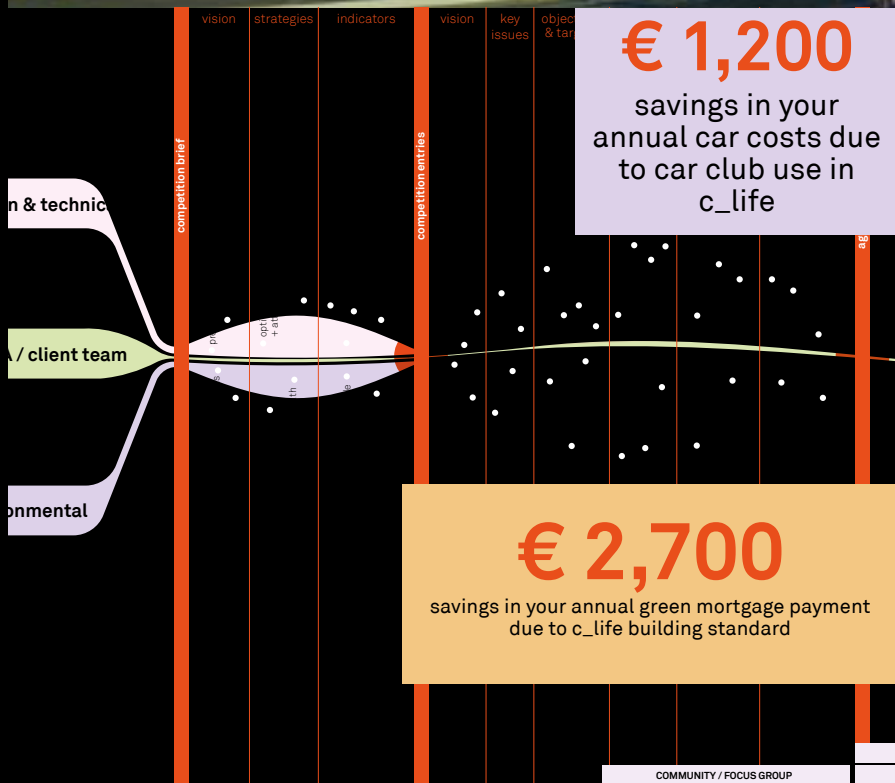 vision
strategies
indicators
vision
key
issues
€ 1,200
savings in your
annual car costs due
to car club use in
c_life
competition brief
competition entries
& technic
/ client team
€ 2,700
savings in your annual green mortgage payment
due to c_life building standard
COMMUNITY / FOCUS GROUP